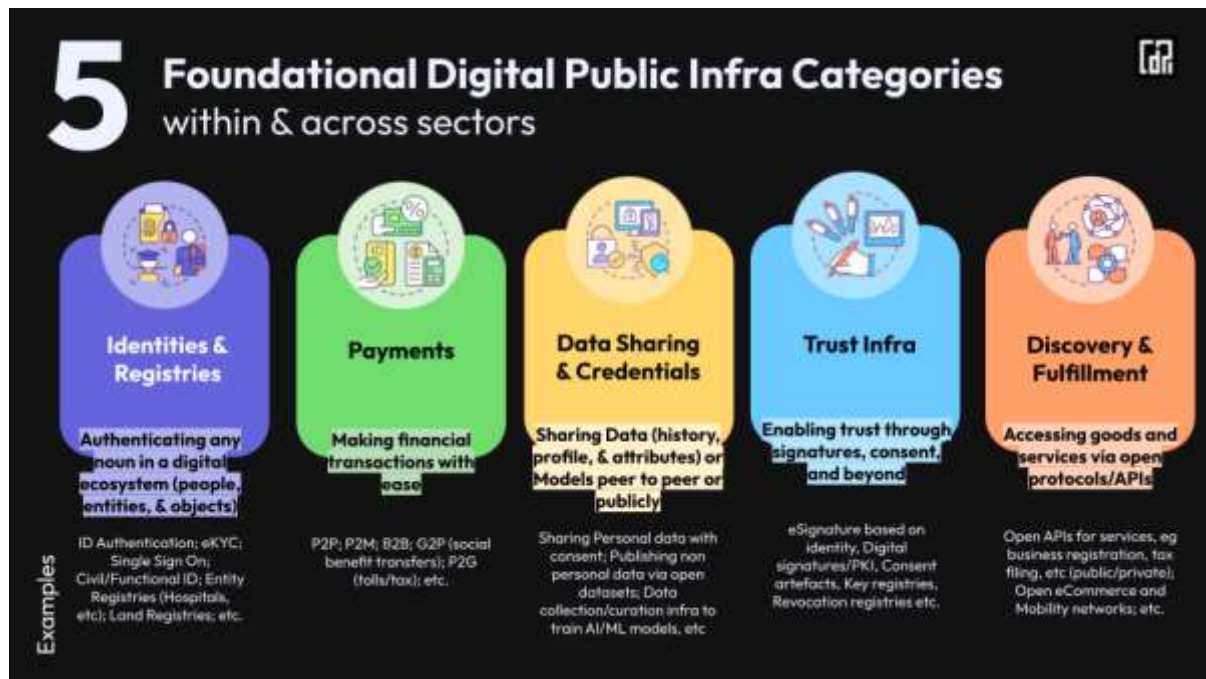 5
Foundational Digital Public Infra Categories
within & across sectors
Identities &
Registries
Authenticating any
noun in a digital
ecosystem (people,
entities, & objects)
ID Authentication; eKYC;
Single Sign On;
Civil/Functional ID; Entity
Registries (Hospitals,
etc); Land Registries; etc.
Payments
Making financial
transactions with
ease
P2P; P2M; B2B; G2P (social
benefit transfers); P2G
(tolls/tax); etc.
Data Sharing
& Credentials
Sharing Data (history,
profile, & attributes) or
Models peer to peer or
publicly
Sharing Personal data with
consent; Publishing non
personal data via open
datasets; Data
collection/curation infra to
train AI/ML models, etc
Trust Infra
Enabling trust through
signatures, consent,
and beyond
eSignature based on
identity, Digital
signatures/PKI, Consent
artefacts, Key registries,
Revocation registries etc.
Discovery &
Fulfillment
Accessing goods and
services via open
protocols/APIs
Open APIs for services, eg
business registration, tax
filing, etc (public/private);
Open eCommerce and
Mobility networks; etc.
Examples